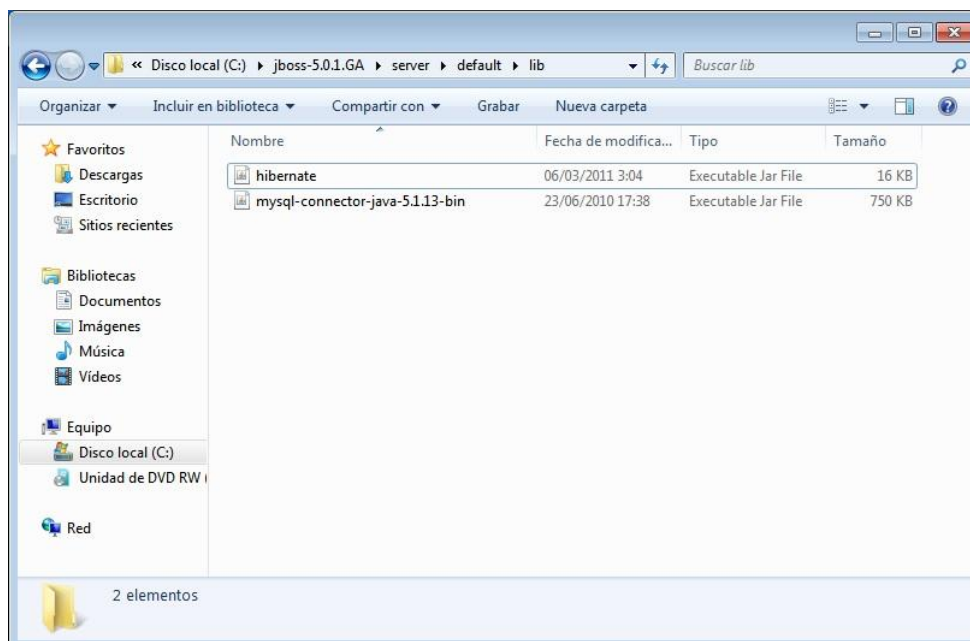 « Disco local (C:) ▸ jboss-5.0.1.GA ▸ server ▸ default ▸ lib
Buscar lib
Organizar Incluir en biblioteca Compartir con Grabar Nueva carpeta
Nombre Fecha de modifica... Tipo Tamaño
hibernate 06/03/2011 3:04 Executable Jar File 16 KB
mysql-connector-java-5.1.13-bin 23/06/2010 17:38 Executable Jar File 750 KB
Favoritos
Descargas
Escritorio
Sitios recientes
Bibliotecas
Documentos
Imágenes
Música
Vídeos
Equipo
Disco local (C:)
Unidad de DVD RW (
Red
2 elementos